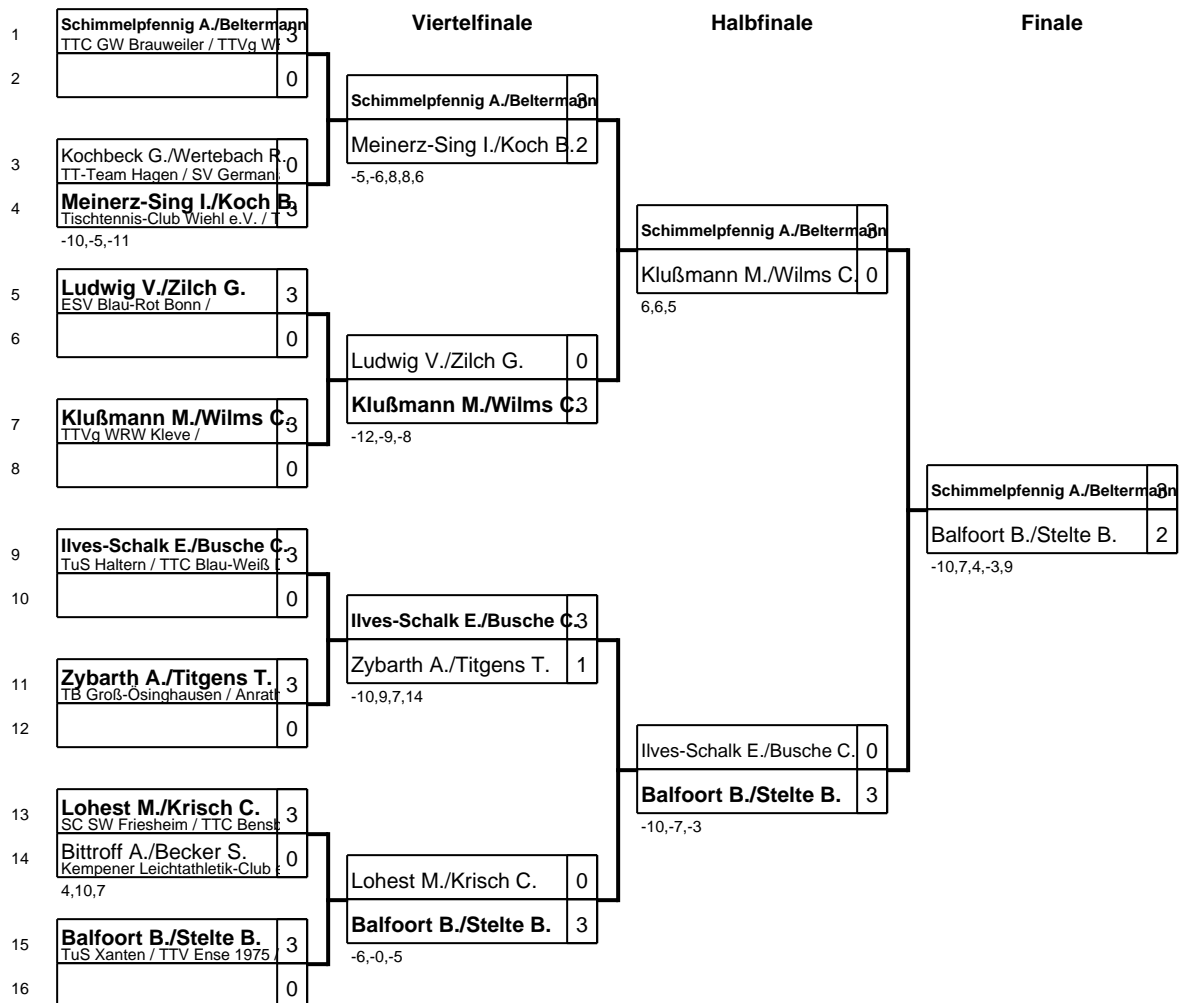 Viertelfinale
Halbfinale
Finale
1
Schimmelpfennig A./Beltermann
3
TTC GW Brauweiler / TTVg
2
0
3
Kochbeck G./Wertebach R.
0
TT-Team Hagen / SV
4
Meinerz-Sing I./Koch B.
3
Tischtennis-Club Wiehl e.V. /
-10,-5,-11
5
Ludwig V./Zilch G.
3
ESV Blau-Rot Bonn /
6
0
7
Klußmann M./Wilms C.
3
TTVg WRW Kleve /
8
0
9
Ilves-Schalk E./Busche C.
3
TuS Haltern / TTC Blau-Weiß
10
0
11
Zybarth A./Titgens T.
3
TB Groß-Ösinghausen /
12
0
13
Lohest M./Krisch C.
3
SC SW Friesheim / TTC
14
Bittroff A./Becker S.
0
Kempener Leichtathletik-Club
4,10,7
15
Balfoort B./Stelte B.
3
TuS Xanten / TTV Ense 1975 /
16
0
Schimmelpfennig A./Beltermann
3
Meinerz-Sing I./Koch B.
2
-5,-6,8,8,6
Ludwig V./Zilch G.
0
Klußmann M./Wilms C.
3
-12,-9,-8
Ilves-Schalk E./Busche C.
3
Zybarth A./Titgens T.
1
-10,9,7,14
Lohest M./Krisch C.
0
Balfoort B./Stelte B.
3
-6,-0,-5
Schimmelpfennig A./Beltermann
3
Klußmann M./Wilms C.
0
6,6,5
Ilves-Schalk E./Busche C.
0
Balfoort B./Stelte B.
3
-10,-7,-3
Schimmelpfennig A./Beltermann
3
Balfoort B./Stelte B.
2
-10,7,4,-3,9